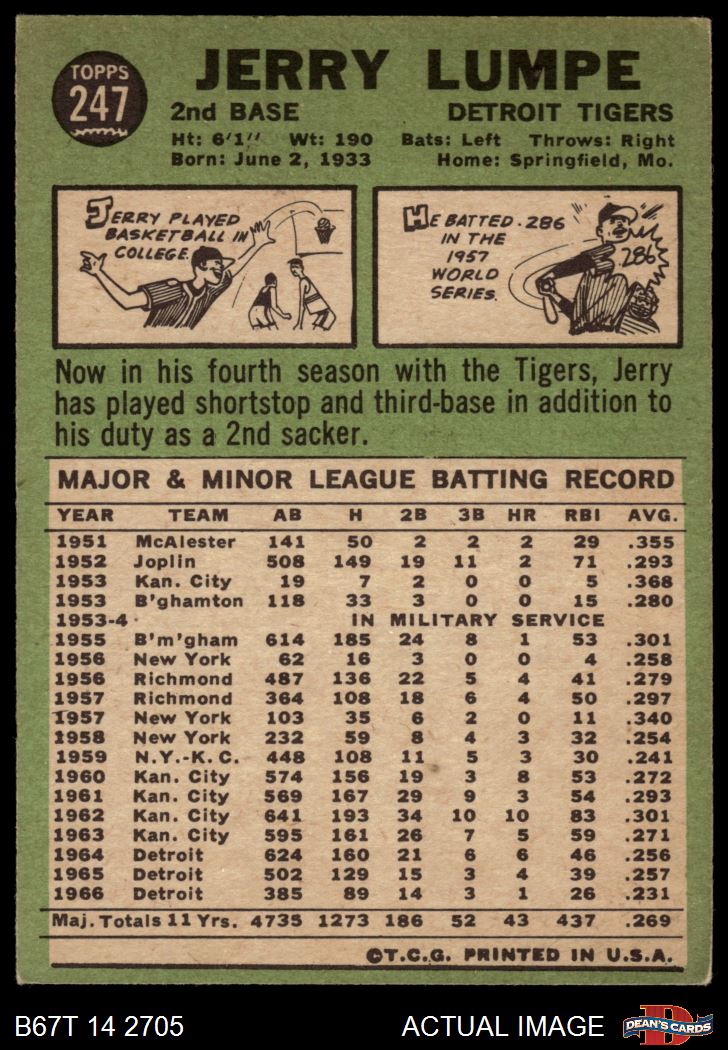 TOPPS
247
JERRY LUMPE
2nd BASE DETROIT TIGERS
Ht: 6'1" Wt: 190 Bats: Left Throws: Right
Born: June 2, 1933 Home: Springfield, Mo.
JERRY PLAYED
BASKETBALL IN
COLLEGE.
HE BATTED .286
IN THE
1957
WORLD
SERIES.
.286
Now in his fourth season with the Tigers, Jerry
has played shortstop and third-base in addition to
his duty as a 2nd sacker.
MAJOR & MINOR LEAGUE BATTING RECORD
YEAR TEAM AB H 2B 3B HR RBI AVG.
1951 McAlester 141 50 2 2 2 29 .355
1952 Joplin 508 149 19 11 2 71 .293
1953 Kan. City 19 7 2 0 0 5 .368
1953 B'ghamton 118 33 3 0 0 15 .280
1953-4 IN MILITARY SERVICE
1955 B'm'gham 614 185 24 8 1 53 .301
1956 New York 62 16 3 0 0 4 .258
1956 Richmond 487 136 22 5 4 41 .279
1957 Richmond 364 108 18 6 4 50 .297
1957 New York 103 35 6 2 0 11 .340
1958 New York 232 59 8 4 3 32 .254
1959 N.Y.-K.C. 448 108 11 5 3 30 .241
1960 Kan. City 574 156 19 3 8 53 .272
1961 Kan. City 569 167 29 9 3 54 .293
1962 Kan. City 641 193 34 10 10 83 .301
1963 Kan. City 595 161 26 7 5 59 .271
1964 Detroit 624 160 21 6 6 46 .256
1965 Detroit 502 129 15 3 4 39 .257
1966 Detroit 385 89 14 3 1 26 .231
Maj. Totals 11 Yrs. 4735 1273 186 52 43 437 .269
©T.C.G. PRINTED IN U.S.A.
B67T 14 2705 ACTUAL IMAGE
D
DEAN'S CARDS